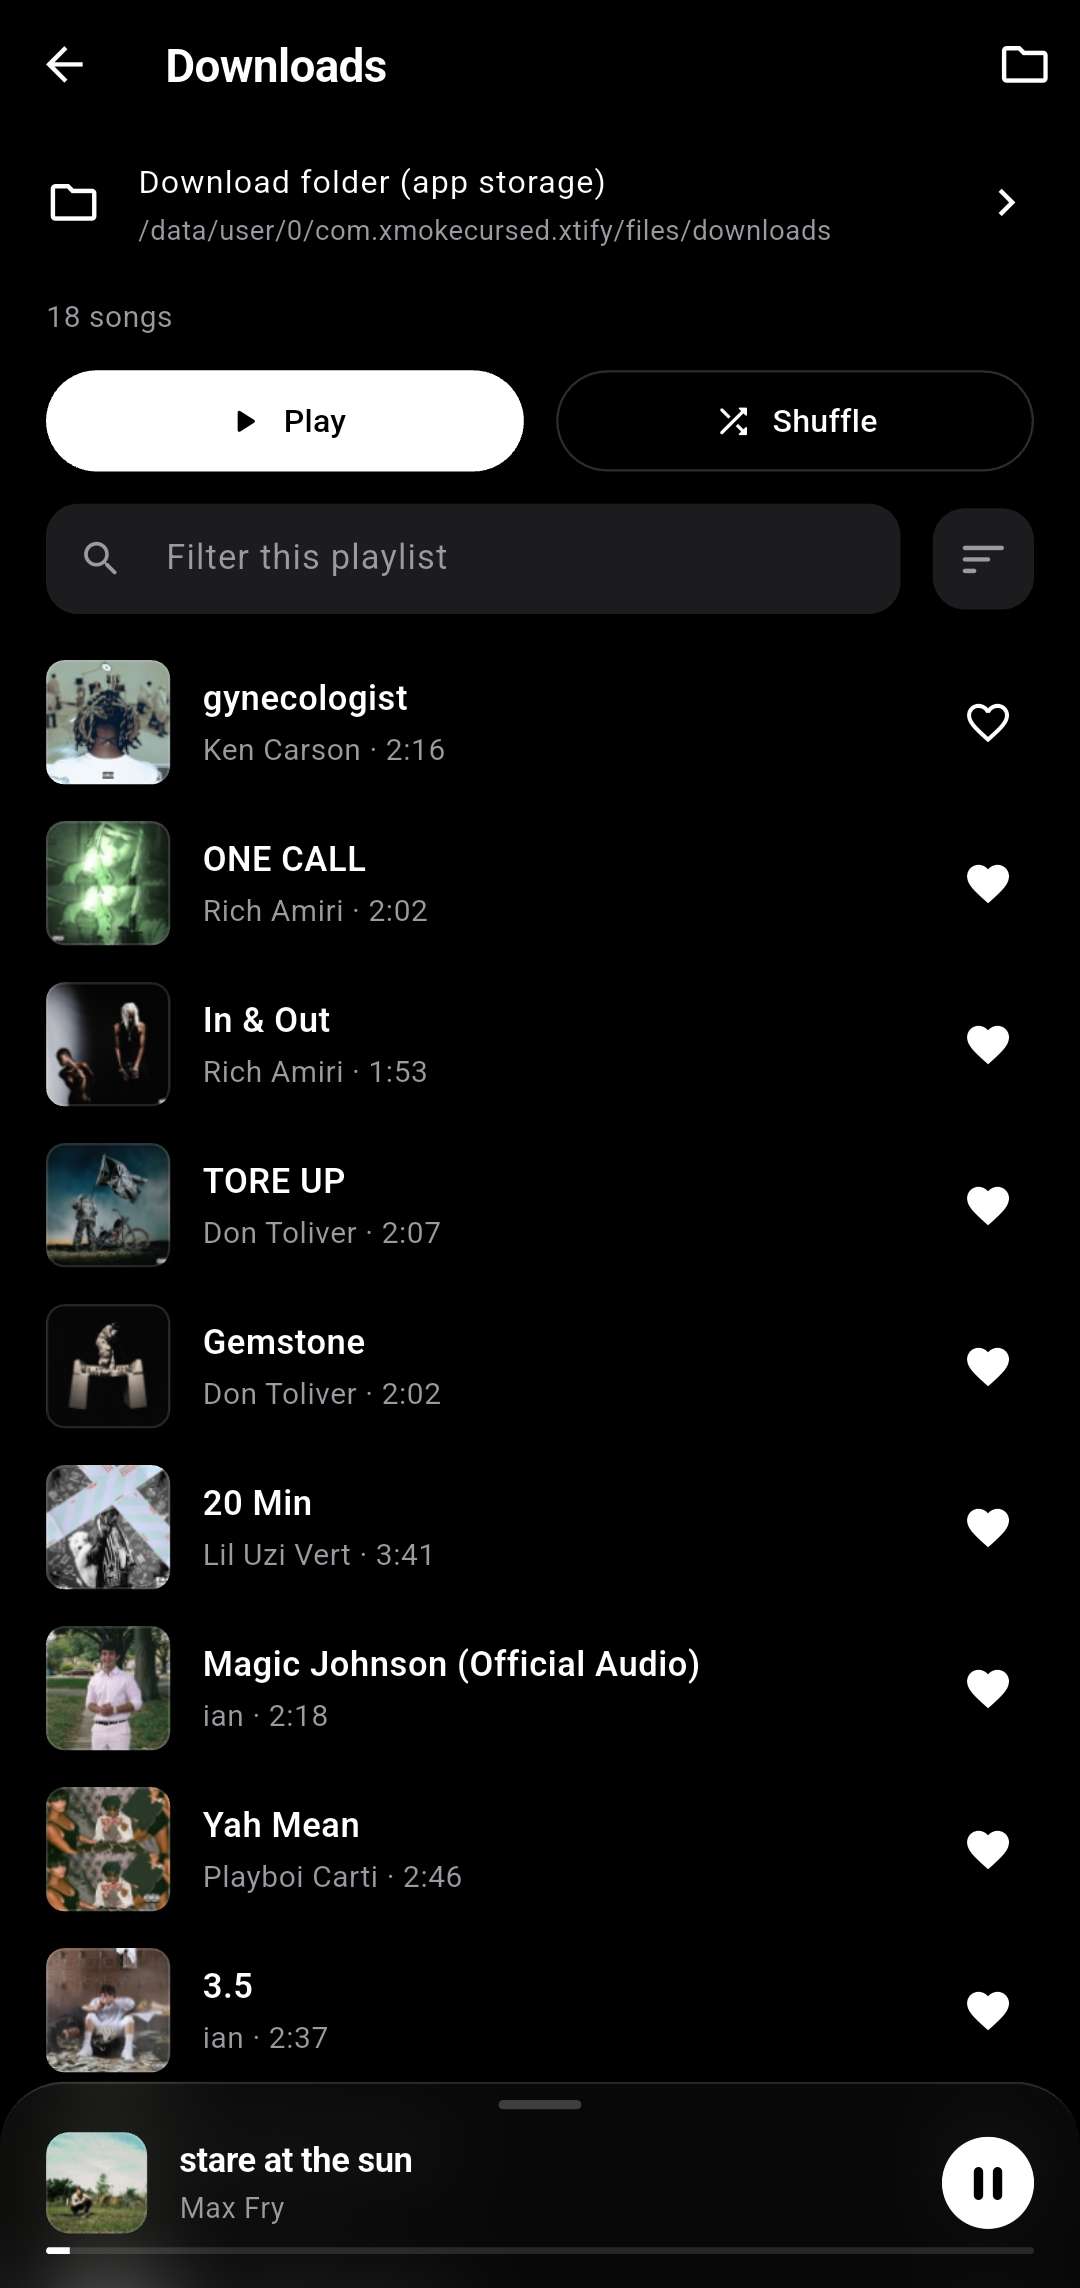 Downloads
Download folder (app storage)
/data/user/0/com.xmokecursed.xtify/files/downloads
18 songs
Play
Shuffle
Filter this playlist
gynecologist
Ken Carson · 2:16
ONE CALL
Rich Amiri · 2:02
In & Out
Rich Amiri · 1:53
TORE UP
Don Toliver · 2:07
Gemstone
Don Toliver · 2:02
20 Min
Lil Uzi Vert · 3:41
Magic Johnson (Official Audio)
ian · 2:18
Yah Mean
Playboi Carti · 2:46
3.5
ian · 2:37
stare at the sun
Max Fry